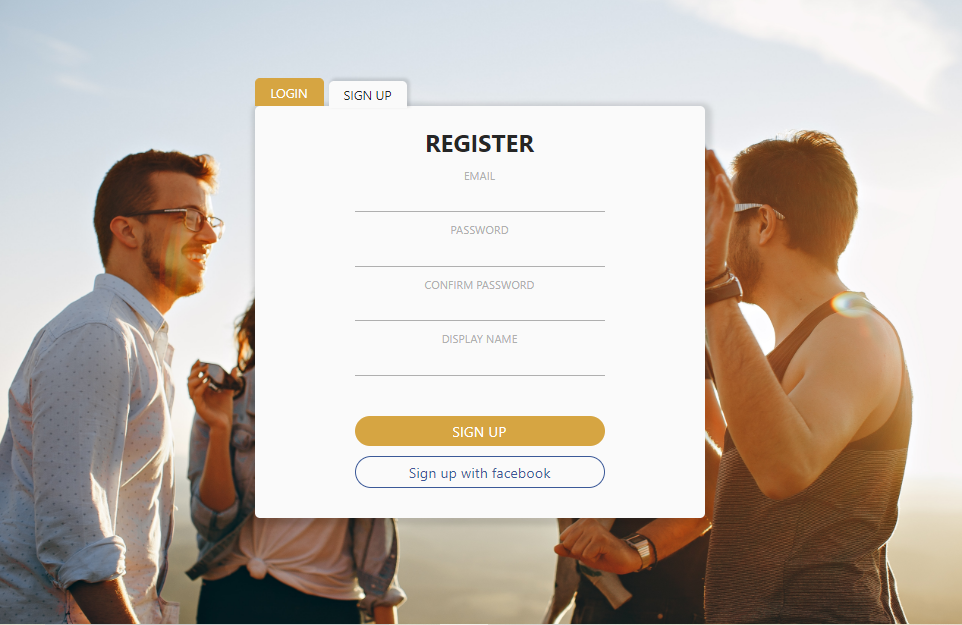 LOGIN
SIGN UP
REGISTER
EMAIL
PASSWORD
CONFIRM PASSWORD
DISPLAY NAME
SIGN UP
Sign up with facebook